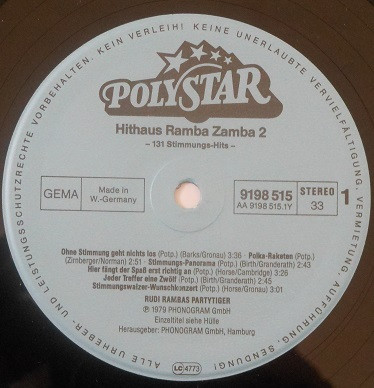 ALLE URHEBER- UND LEISTUNGSSCHUTZRECHTE VORBEHALTEN. KEIN VERLEIH! KEINE UNERLAUBTE VERVIELFÄLTIGUNG, VERMIETUNG, AUFFÜHRUNG, SENDUNG!
POLYSTAR
Hithaus Ramba Zamba 2
– 131 Stimmungs-Hits –
GEMA
Made in
W.-Germany
9198 515
AA 9198 515.1Y
STEREO
33
1
Ohne Stimmung geht nichts los (Potp.) (Barks/Gronau) 3:36 · Polka-Raketen (Potp.)
(Zirnberger/Norman) 2:51 · Stimmungs-Panorama (Potp.) (Birth/Granderath) 2:43
Hier fängt der Spaß erst richtig an (Potp.) (Horse/Cambridge) 3:26
Jeder Treffer eine Zwölf (Potp.) (Birth/Granderath) 2:45
Stimmungswalzer-Wunschkonzert (Potp.) (Horse/Gronau) 3:01
RUDI RAMBAS PARTYTIGER
℗ 1979 PHONOGRAM GmbH
Einzeltitel siehe Hülle
Herausgeber: PHONOGRAM GmbH, Hamburg
LC 4773